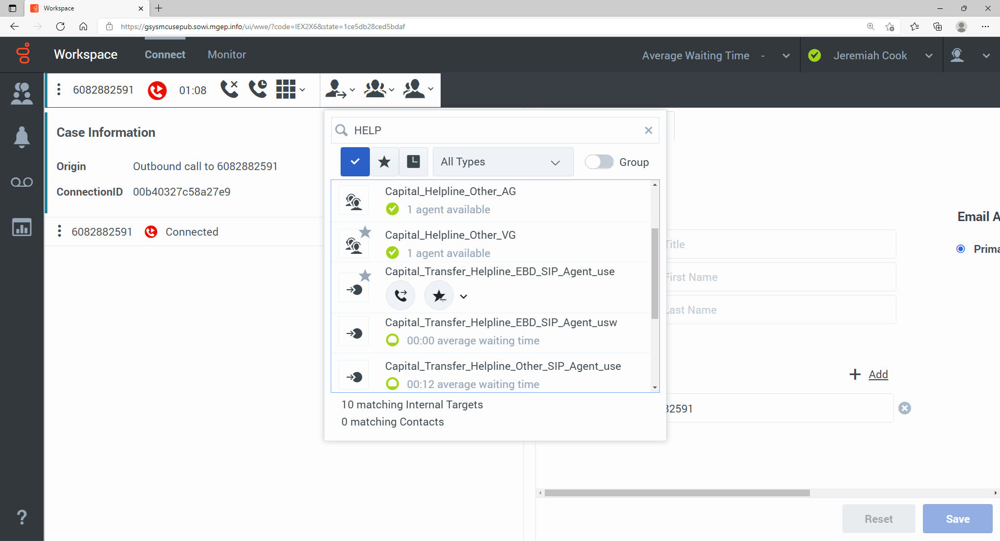 Workspace
https://gsysmcusepub.sowi.mgep.info/ui/wwe/?code=IEX2X6&state=1ce5db28ced5bdaf
Workspace
Connect
Monitor
Average Waiting Time -
Jeremiah Cook
6082882591
01:08
Case Information
Origin Outbound call to 6082882591
ConnectionID 00b40327c58a27e9
6082882591 Connected
HELP
All Types
Group
Capital_Helpline_Other_AG
1 agent available
Capital_Helpline_Other_VG
1 agent available
Capital_Transfer_Helpline_EBD_SIP_Agent_use
Capital_Transfer_Helpline_EBD_SIP_Agent_usw
00:00 average waiting time
Capital_Transfer_Helpline_Other_SIP_Agent_use
00:12 average waiting time
10 matching Internal Targets
0 matching Contacts
Title
First Name
Last Name
Email A
Prima
+ Add
32591
Reset
Save
?